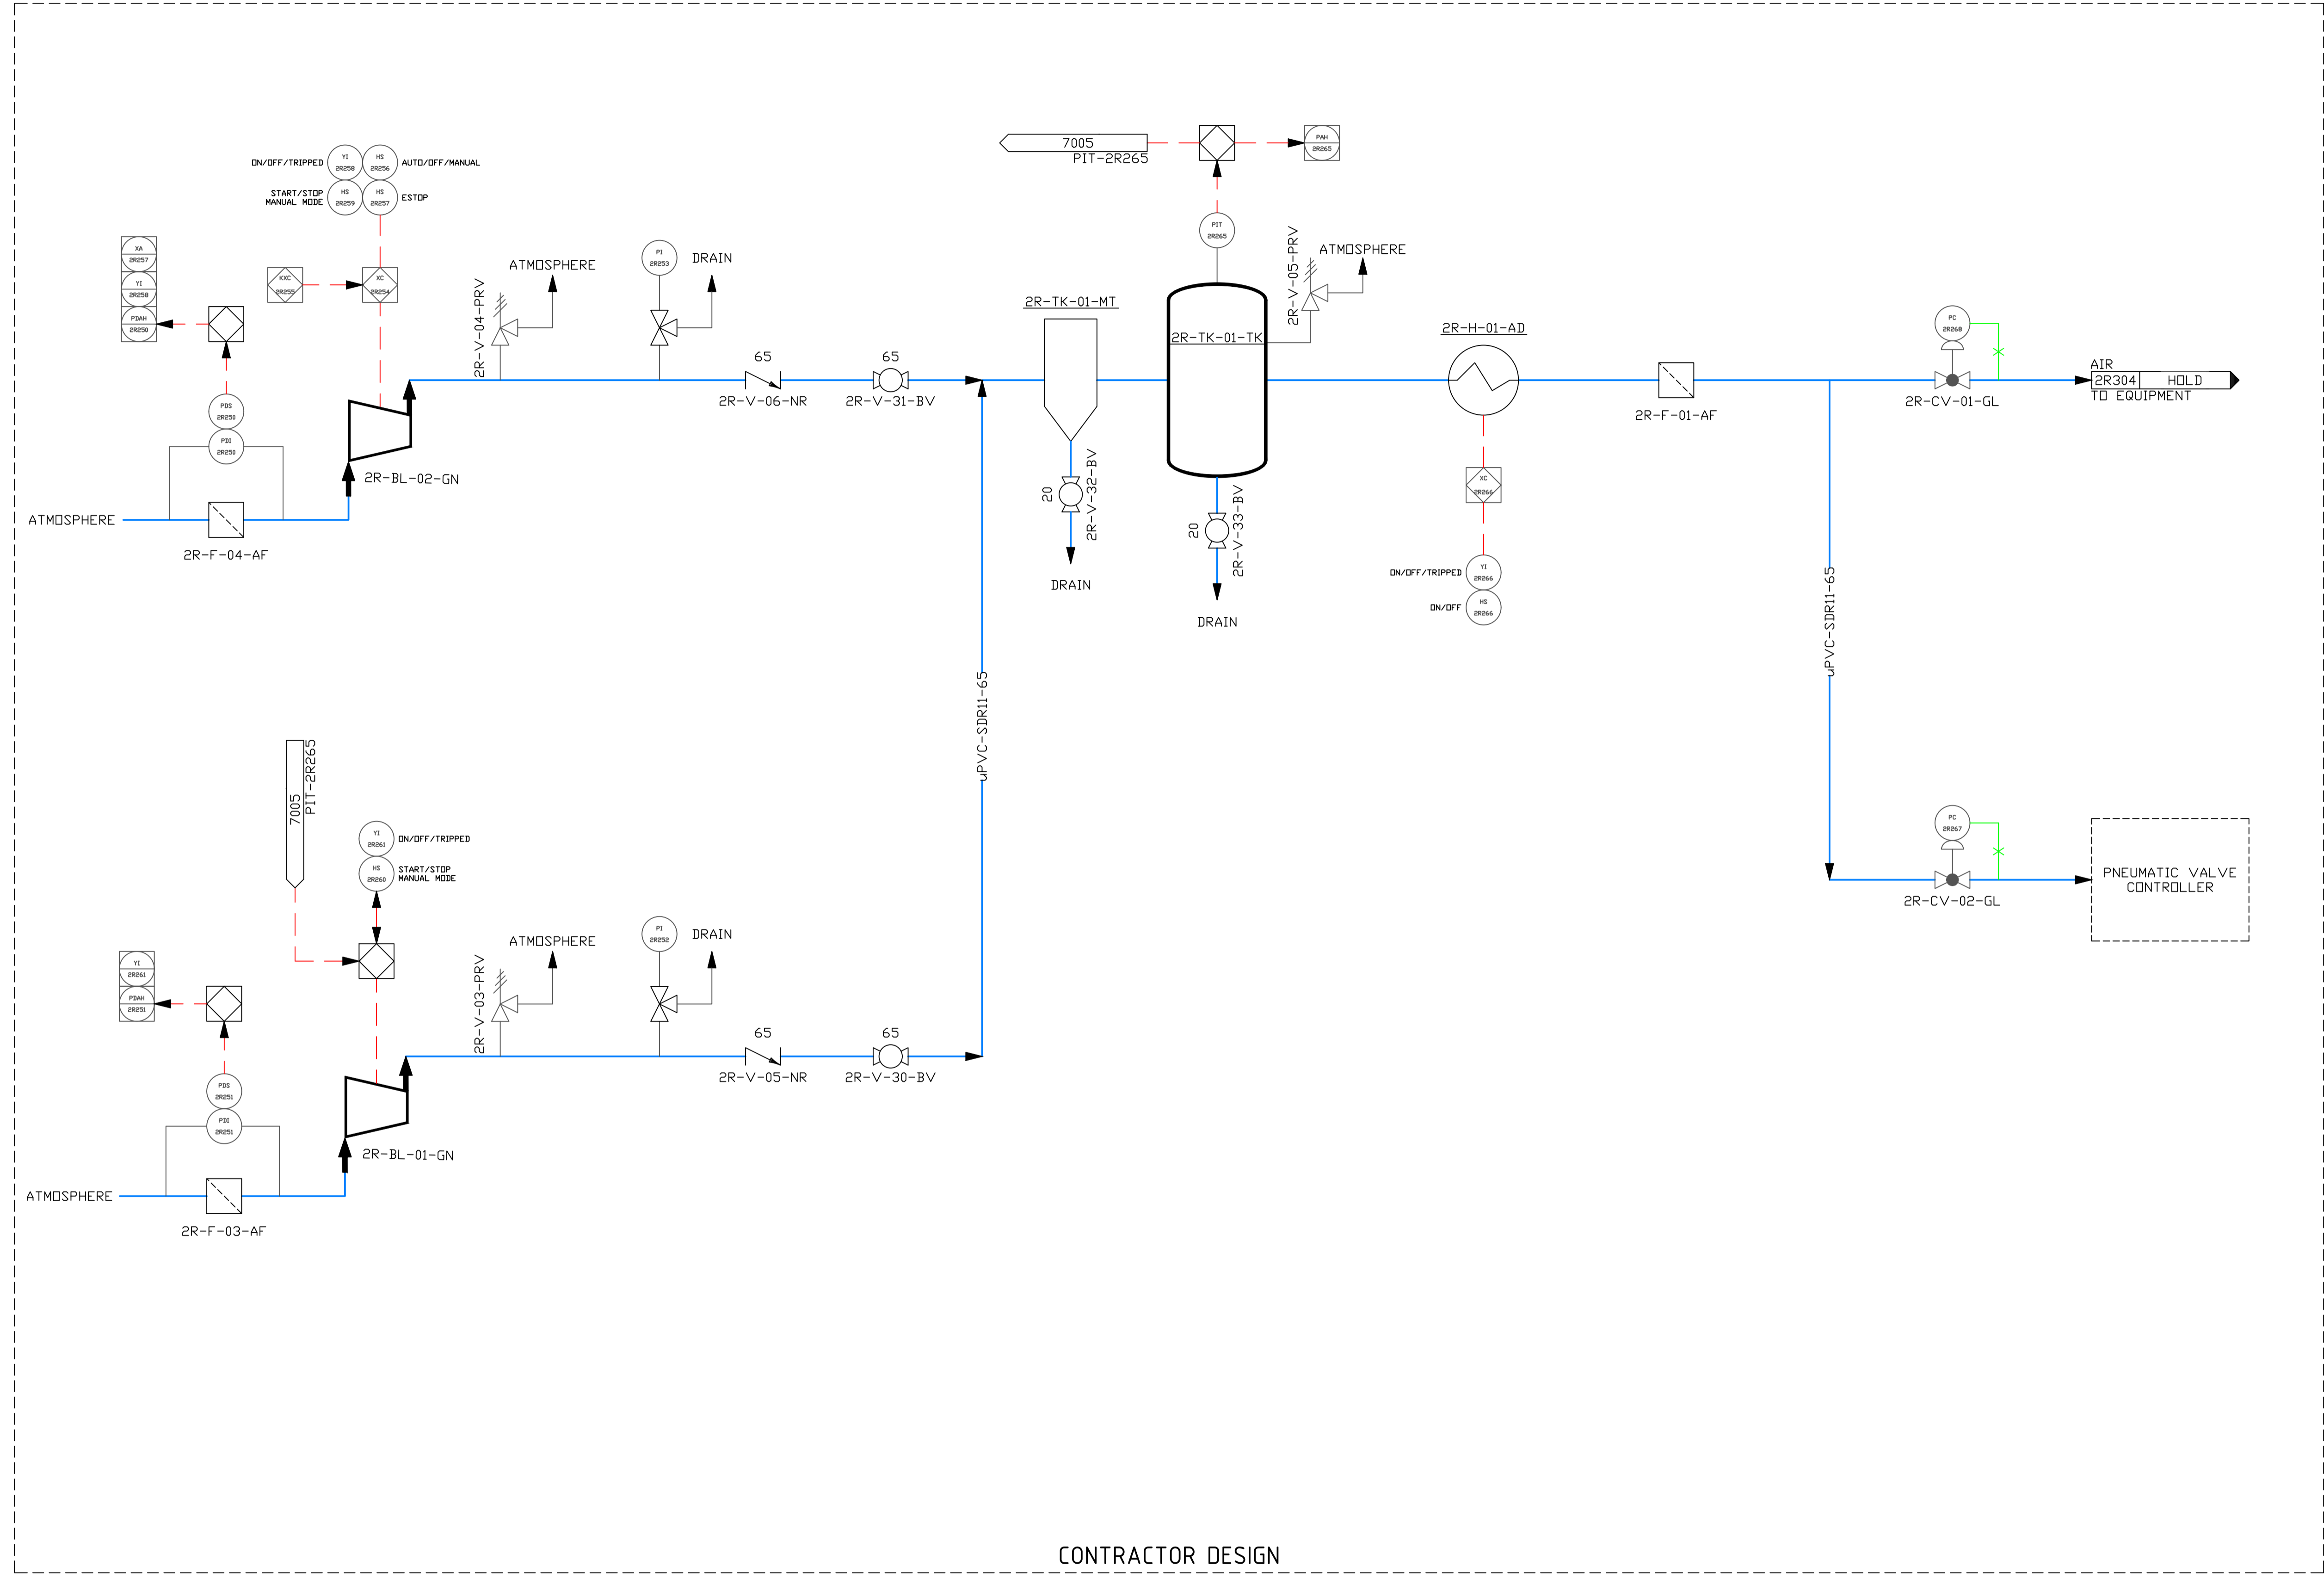 7005
PIT-2R265
PAH
2R265
PIT
2R265
2R-V-05-PRV
ATMOSPHERE
ON/OFF/TRIPPED
YI
2R258
HS
2R256
AUTO/OFF/MANUAL
START/STOP
MANUAL MODE
HS
2R259
HS
2R257
ESTOP
XA
2R257
YI
2R258
PDAH
2R250
KXC
2R255
XC
2R254
PDS
2R250
PDI
2R250
2R-BL-02-GN
ATMOSPHERE
2R-F-04-AF
2R-V-04-PRV
ATMOSPHERE
PI
2R253
DRAIN
65
2R-V-06-NR
65
2R-V-31-BV
2R-TK-01-MT
20
2R-V-32-BV
DRAIN
2R-TK-01-TK
20
2R-V-33-BV
DRAIN
2R-H-01-AD
XC
2R266
ON/OFF/TRIPPED
YI
2R266
ON/OFF
HS
2R266
2R-F-01-AF
PC
2R268
2R-CV-01-GL
AIR
2R304
HOLD
TO EQUIPMENT
uPVC-SDR11-65
uPVC-SDR11-65
PC
2R267
2R-CV-02-GL
PNEUMATIC VALVE
CONTROLLER
7005
PIT-2R265
YI
2R261
ON/OFF/TRIPPED
HS
2R260
START/STOP
MANUAL MODE
YI
2R261
PDAH
2R251
PDS
2R251
PDI
2R251
2R-BL-01-GN
ATMOSPHERE
2R-F-03-AF
2R-V-03-PRV
ATMOSPHERE
PI
2R252
DRAIN
65
2R-V-05-NR
65
2R-V-30-BV
CONTRACTOR DESIGN